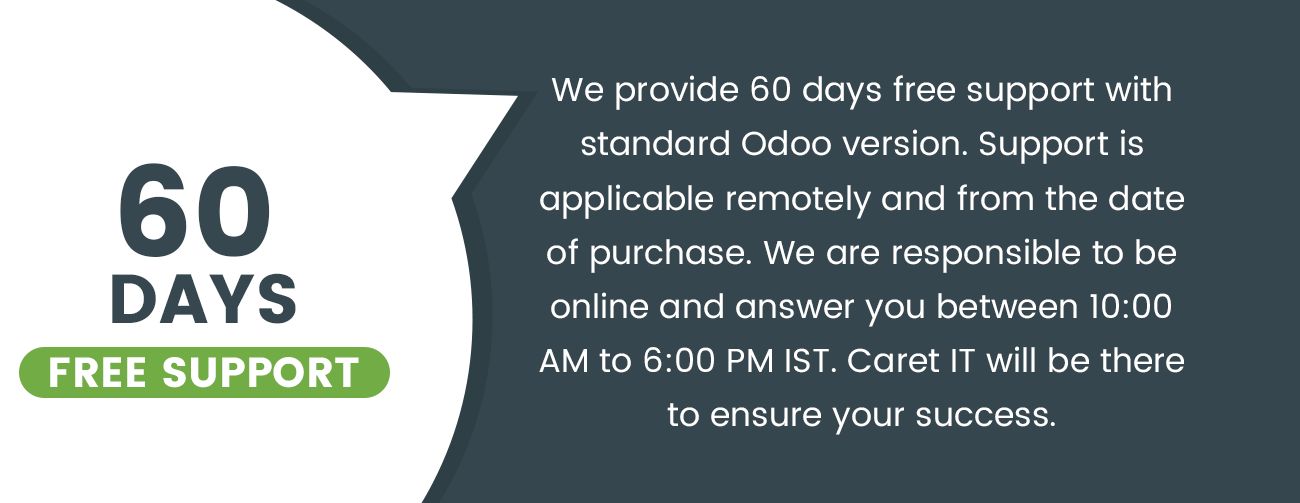 60
DAYS
FREE SUPPORT
We provide 60 days free support with
standard Odoo version. Support is
applicable remotely and from the date
of purchase. We are responsible to be
online and answer you between 10:00
AM to 6:00 PM IST. Caret IT will be there
to ensure your success.